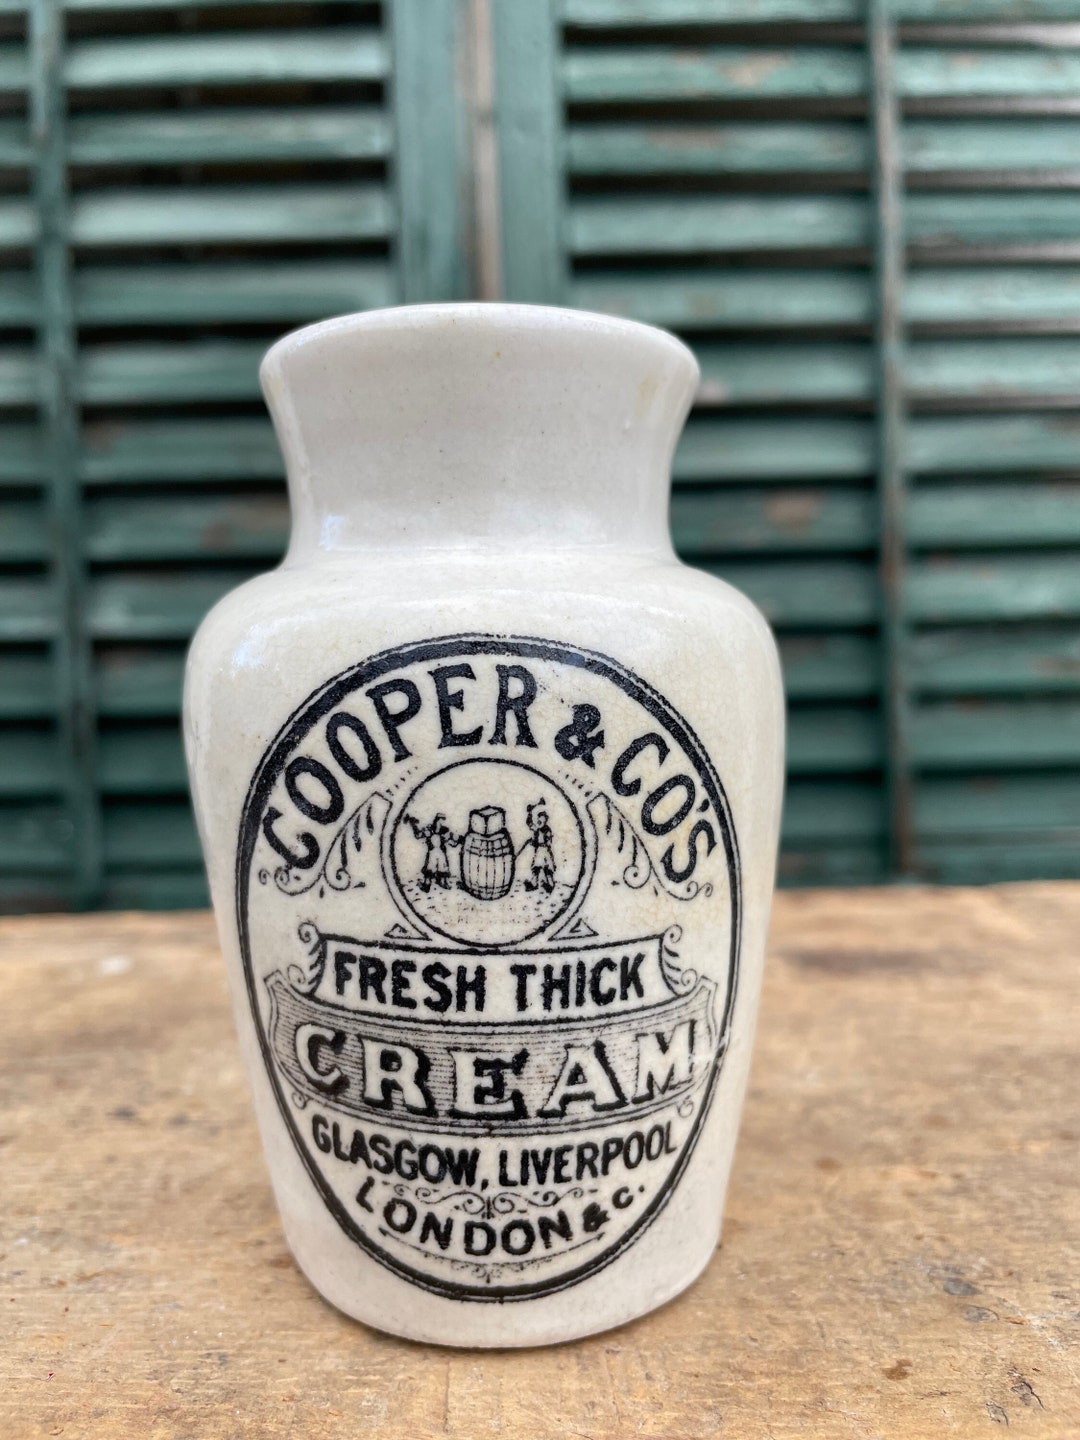 COOPER & CO'S
FRESH THICK
CREAM
GLASGOW, LIVERPOOL
LONDON & C.